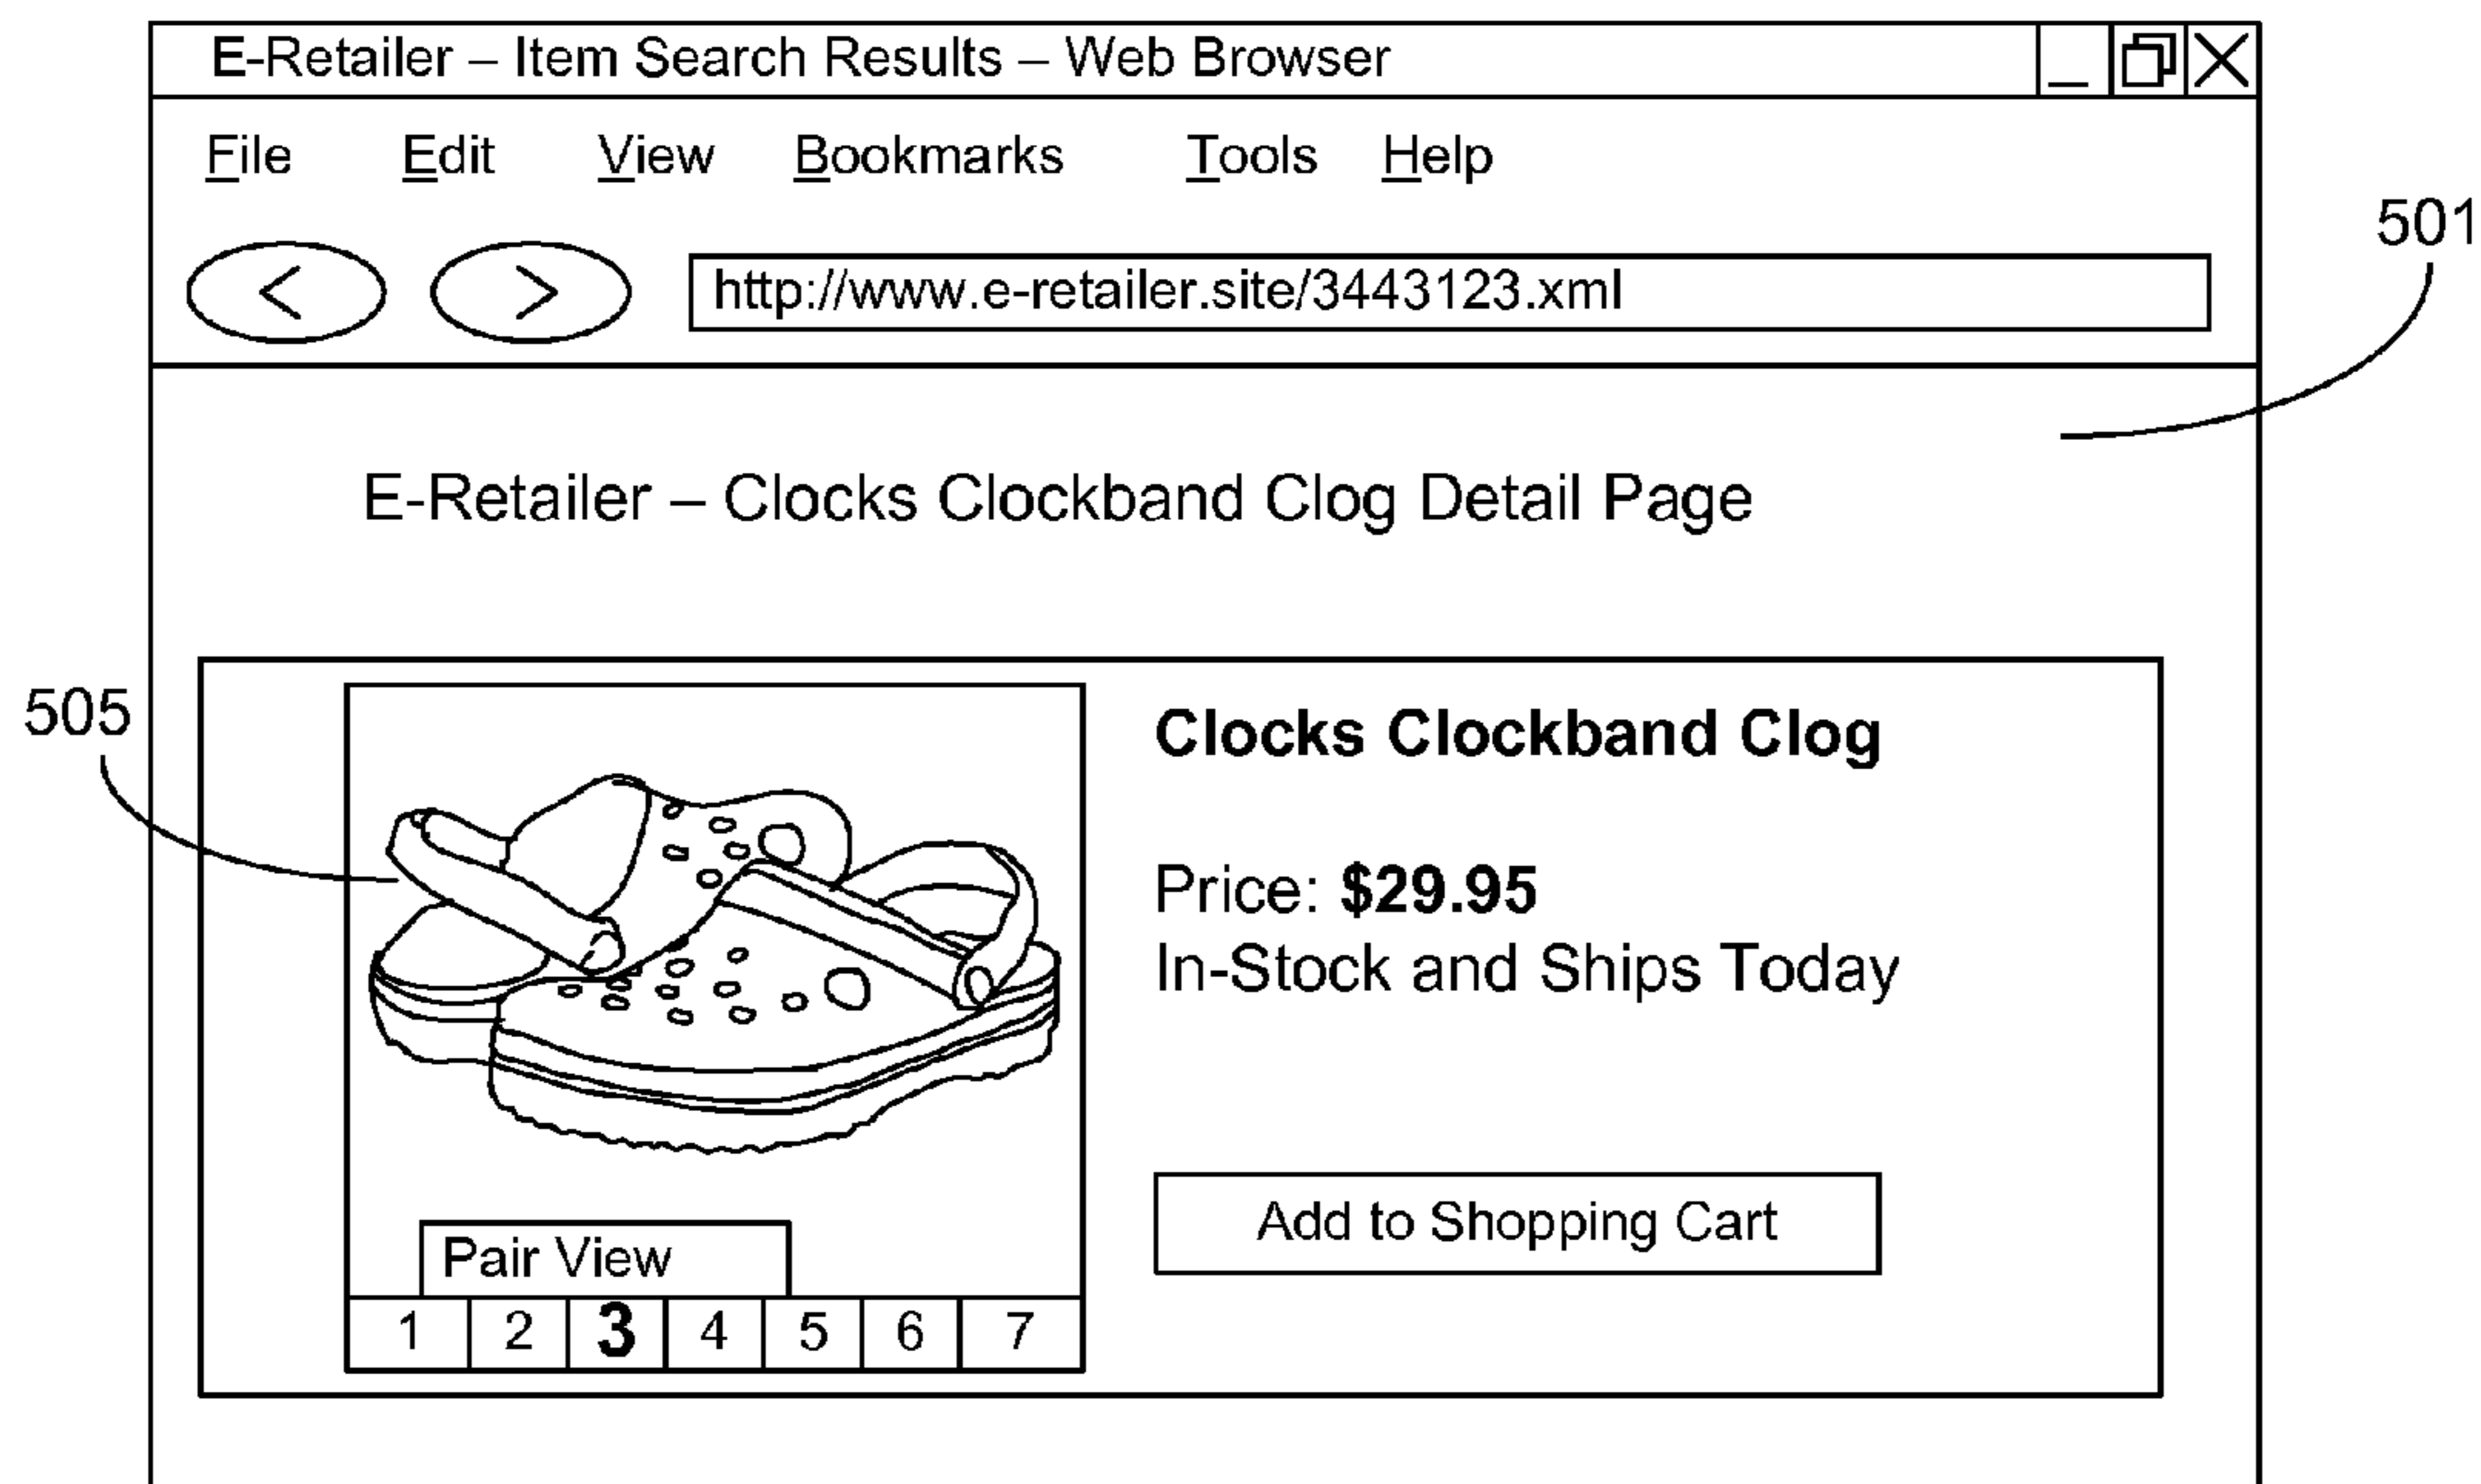 E-Retailer – Item Search Results – Web Browser
File Edit View Bookmarks Tools Help
501
< > http://www.e-retailer.site/3443123.xml
E-Retailer – Clocks Clockband Clog Detail Page
505
Clocks Clockband Clog
Price: $29.95
In-Stock and Ships Today
Add to Shopping Cart
Pair View
1 2 3 4 5 6 7